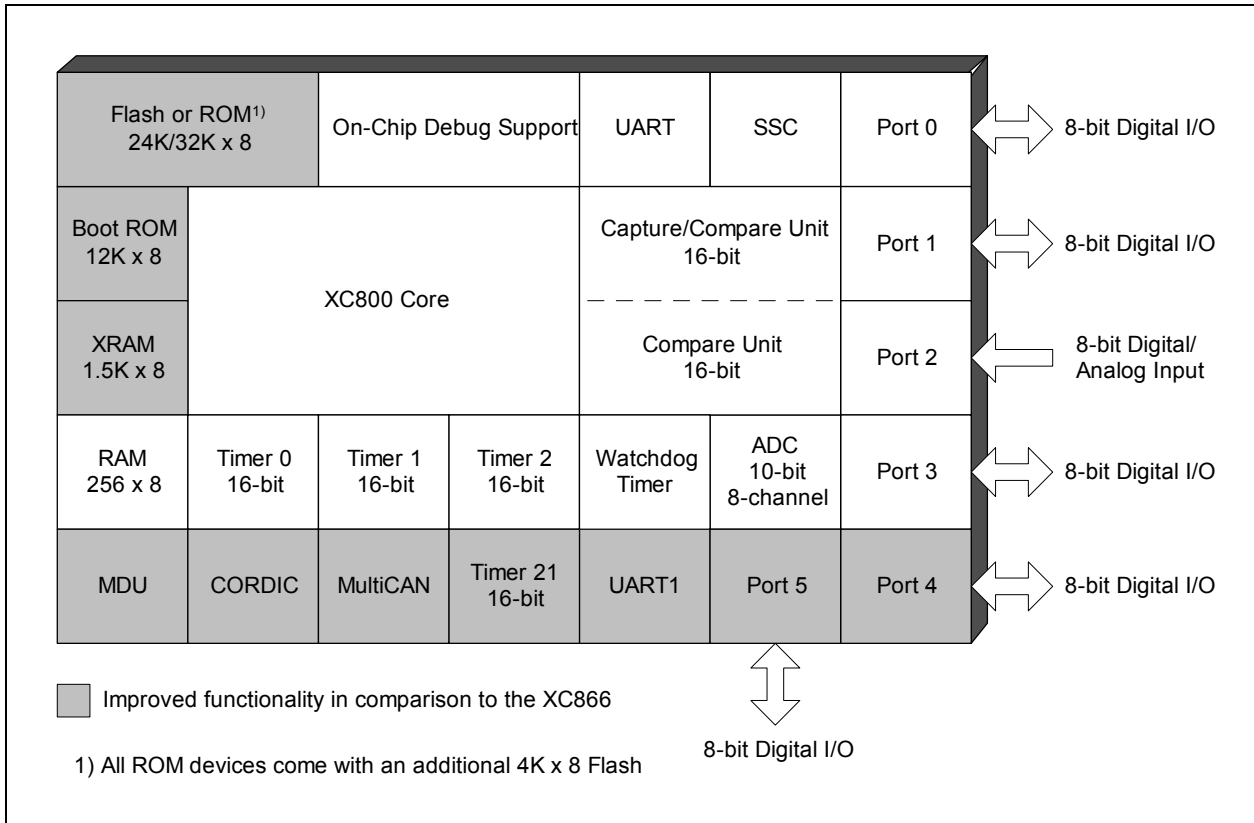 Flash or ROM1)
24K/32K x 8
On-Chip Debug Support
UART
SSC
Port 0
8-bit Digital I/O
Boot ROM
12K x 8
XC800 Core
Capture/Compare Unit
16-bit
Port 1
8-bit Digital I/O
XRAM
1.5K x 8
Compare Unit
16-bit
Port 2
8-bit Digital/
Analog Input
RAM
256 x 8
Timer 0
16-bit
Timer 1
16-bit
Timer 2
16-bit
Watchdog
Timer
ADC
10-bit
8-channel
Port 3
8-bit Digital I/O
MDU
CORDIC
MultiCAN
Timer 21
16-bit
UART1
Port 5
Port 4
8-bit Digital I/O
Improved functionality in comparison to the XC866
8-bit Digital I/O
1) All ROM devices come with an additional 4K x 8 Flash